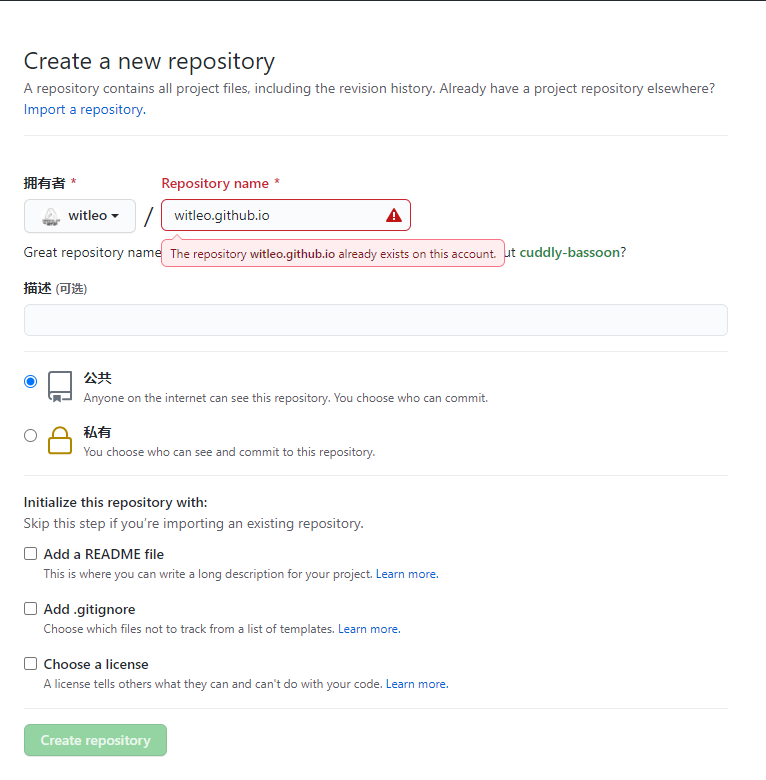 Create a new repository
A repository contains all project files, including the revision history. Already have a project repository elsewhere?
Import a repository.
拥有者 *
Repository name *
witleo
/
witleo.github.io
Great repository name
The repository witleo.github.io already exists on this account.
ut cuddly-bassoon?
描述 (可选)
公共
Anyone on the internet can see this repository. You choose who can commit.
私有
You choose who can see and commit to this repository.
Initialize this repository with:
Skip this step if you're importing an existing repository.
Add a README file
This is where you can write a long description for your project. Learn more.
Add .gitignore
Choose which files not to track from a list of templates. Learn more.
Choose a license
A license tells others what they can and can't do with your code. Learn more.
Create repository